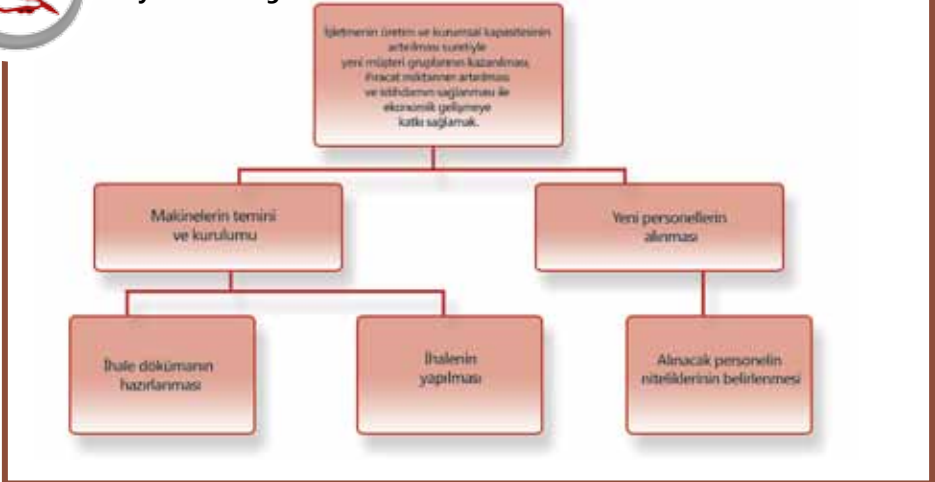 İşletmenin üretim ve kurumsal kapasitesinin
artırılması suretiyle
yeni müşteri gruplarının kazanılması,
ihracat miktarının artırılması
ve istihdamın sağlanması ile
ekonomik gelişmeye
katkı sağlamak.
Makinelerin temini
ve kurulumu
Yeni personellerin
alınması
İhale dökümanın
hazırlanması
İhalenin
yapılması
Alınacak personelin
niteliklerinin belirlenmesi